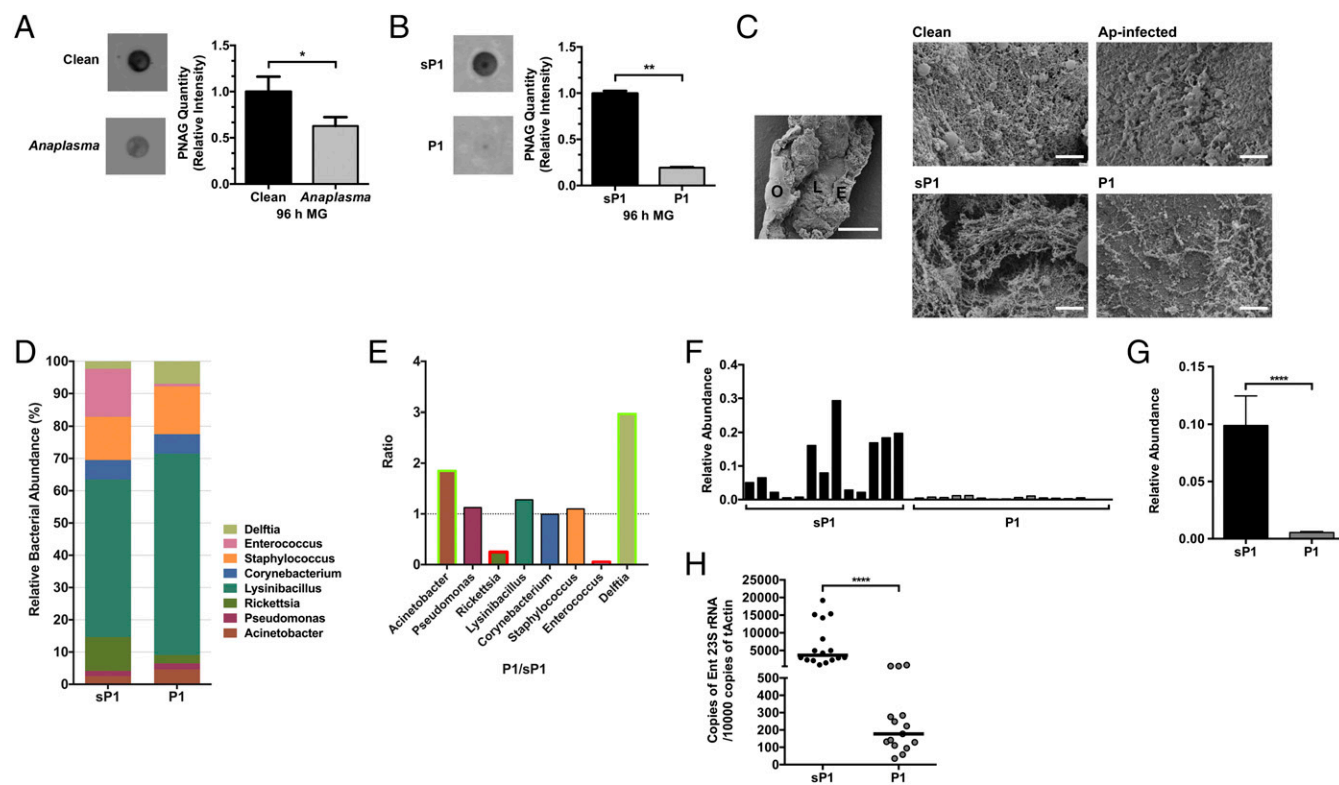 A
Clean
Anaplasma
PNAG Quantity
(Relative Intensity)
1.5
1.0
0.5
0.0
*
Clean Anaplasma
96 h MG
B
sP1
P1
PNAG Quantity
(Relative Intensity)
1.5
1.0
0.5
0.0
**
sP1 P1
96 h MG
C
O L E
Clean
Ap-infected
sP1
P1
D
Relative Bacterial Abundance (%)
100
90
80
70
60
50
40
30
20
10
0
sP1 P1
Delftia
Enterococcus
Staphylococcus
Corynebacterium
Lysinibacillus
Rickettsia
Pseudomonas
Acinetobacter
E
Ratio
4
3
2
1
0
Acinetobacter
Pseudomonas
Rickettsia
Lysinibacillus
Corynebacterium
Staphylococcus
Enterococcus
Delftia
P1/sP1
F
Relative Abundance
0.4
0.3
0.2
0.1
0.0
sP1 P1
G
Relative Abundance
0.15
0.10
0.05
0.00
****
sP1 P1
H
Copies of Ent 23S rRNA
/10000 copies of tActin
25000
20000
15000
10000
5000
500
400
300
200
100
0
****
sP1 P1